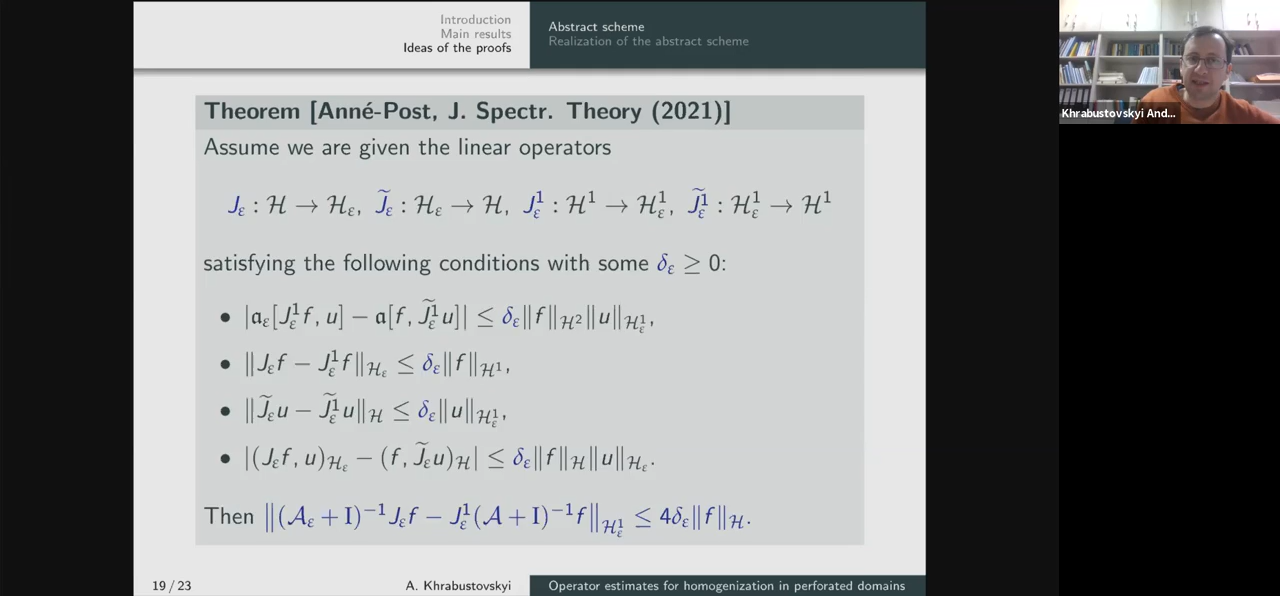 Introduction
Main results
Ideas of the proofs
Abstract scheme
Realization of the abstract scheme
Theorem [Anné-Post, J. Spectr. Theory (2021)]
Assume we are given the linear operators
J_ε : ℋ → ℋ_ε, J̃_ε : ℋ_ε → ℋ, J_ε^1 : ℋ^1 → ℋ_ε^1, J̃_ε^1 : ℋ_ε^1 → ℋ^1
satisfying the following conditions with some δ_ε ≥ 0:
• |𝔞_ε[J_ε^1 f, u] − 𝔞[f, J̃_ε^1 u]| ≤ δ_ε‖f‖_{ℋ^2}‖u‖_{ℋ_ε^1},
• ‖J_ε f − J_ε^1 f‖_{ℋ_ε} ≤ δ_ε‖f‖_{ℋ^1},
• ‖J̃_ε u − J̃_ε^1 u‖_ℋ ≤ δ_ε‖u‖_{ℋ_ε^1},
• |(J_ε f, u)_{ℋ_ε} − (f, J̃_ε u)_ℋ| ≤ δ_ε‖f‖_ℋ‖u‖_{ℋ_ε}.
Then ‖(𝒜_ε + I)^{−1} J_ε f − J_ε^1 (𝒜 + I)^{−1} f‖_{ℋ_ε^1} ≤ 4δ_ε‖f‖_ℋ.
19 / 23
A. Khrabustovskyi
Operator estimates for homogenization in perforated domains
Khrabustovskyi And...